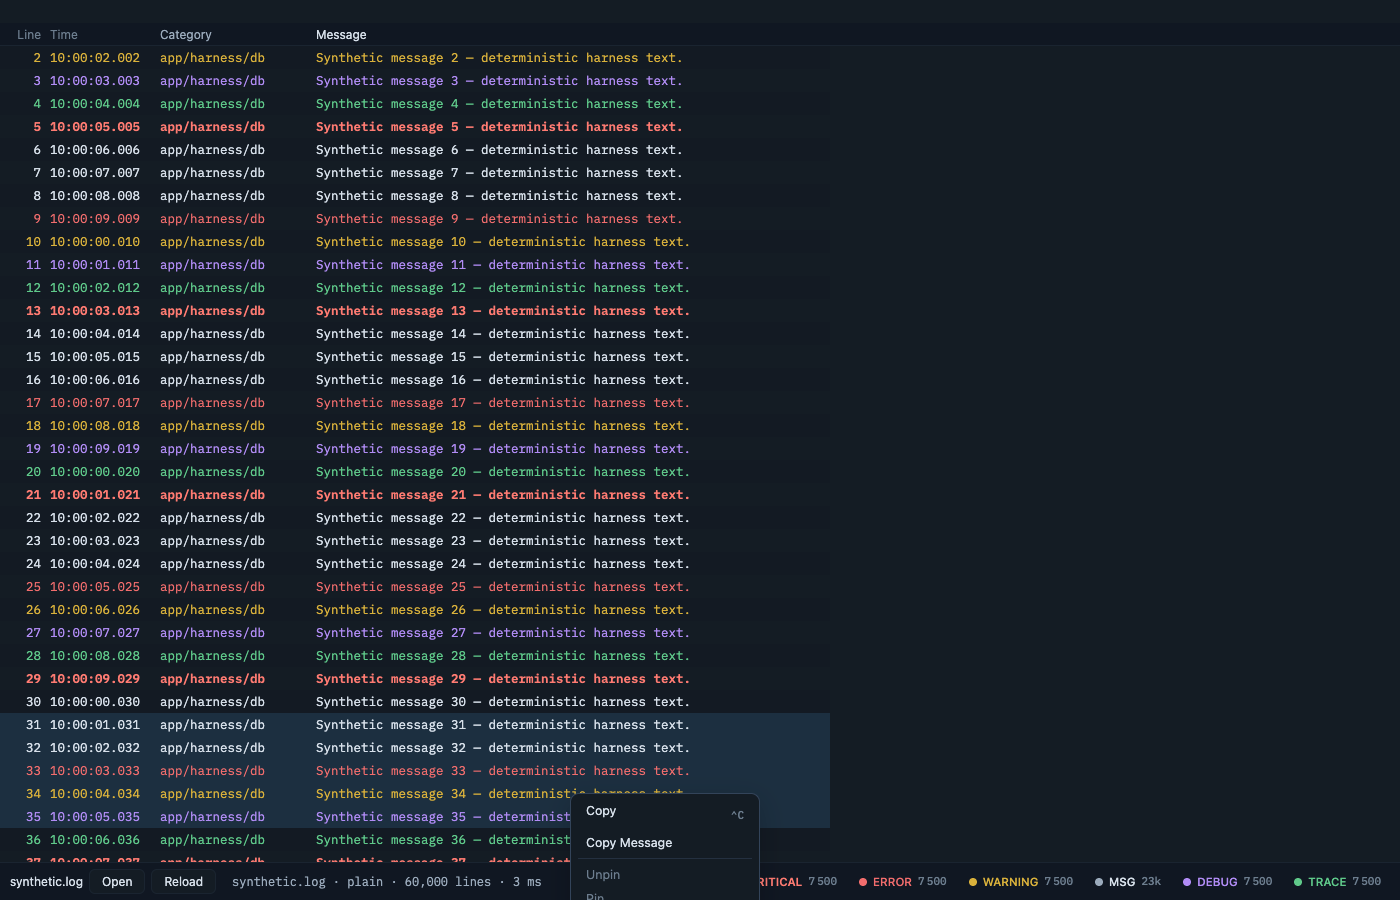 Line Time Category Message
2 10:00:02.002 app/harness/db Synthetic message 2 — deterministic harness text.
3 10:00:03.003 app/harness/db Synthetic message 3 — deterministic harness text.
4 10:00:04.004 app/harness/db Synthetic message 4 — deterministic harness text.
5 10:00:05.005 app/harness/db Synthetic message 5 — deterministic harness text.
6 10:00:06.006 app/harness/db Synthetic message 6 — deterministic harness text.
7 10:00:07.007 app/harness/db Synthetic message 7 — deterministic harness text.
8 10:00:08.008 app/harness/db Synthetic message 8 — deterministic harness text.
9 10:00:09.009 app/harness/db Synthetic message 9 — deterministic harness text.
10 10:00:00.010 app/harness/db Synthetic message 10 — deterministic harness text.
11 10:00:01.011 app/harness/db Synthetic message 11 — deterministic harness text.
12 10:00:02.012 app/harness/db Synthetic message 12 — deterministic harness text.
13 10:00:03.013 app/harness/db Synthetic message 13 — deterministic harness text.
14 10:00:04.014 app/harness/db Synthetic message 14 — deterministic harness text.
15 10:00:05.015 app/harness/db Synthetic message 15 — deterministic harness text.
16 10:00:06.016 app/harness/db Synthetic message 16 — deterministic harness text.
17 10:00:07.017 app/harness/db Synthetic message 17 — deterministic harness text.
18 10:00:08.018 app/harness/db Synthetic message 18 — deterministic harness text.
19 10:00:09.019 app/harness/db Synthetic message 19 — deterministic harness text.
20 10:00:00.020 app/harness/db Synthetic message 20 — deterministic harness text.
21 10:00:01.021 app/harness/db Synthetic message 21 — deterministic harness text.
22 10:00:02.022 app/harness/db Synthetic message 22 — deterministic harness text.
23 10:00:03.023 app/harness/db Synthetic message 23 — deterministic harness text.
24 10:00:04.024 app/harness/db Synthetic message 24 — deterministic harness text.
25 10:00:05.025 app/harness/db Synthetic message 25 — deterministic harness text.
26 10:00:06.026 app/harness/db Synthetic message 26 — deterministic harness text.
27 10:00:07.027 app/harness/db Synthetic message 27 — deterministic harness text.
28 10:00:08.028 app/harness/db Synthetic message 28 — deterministic harness text.
29 10:00:09.029 app/harness/db Synthetic message 29 — deterministic harness text.
30 10:00:00.030 app/harness/db Synthetic message 30 — deterministic harness text.
31 10:00:01.031 app/harness/db Synthetic message 31 — deterministic harness text.
32 10:00:02.032 app/harness/db Synthetic message 32 — deterministic harness text.
33 10:00:03.033 app/harness/db Synthetic message 33 — deterministic harness text.
34 10:00:04.034 app/harness/db Synthetic message 34 — deterministic harness text.
35 10:00:05.035 app/harness/db Synthetic message 35 — determinist
36 10:00:06.036 app/harness/db Synthetic message 36 — determinist
37 10:00:07.037 app/harness/db Synthetic message 37 — determinist
Copy ^C
Copy Message
Unpin
Pin
synthetic.log Open Reload synthetic.log · plain · 60,000 lines · 3 ms RITICAL 7 500 ERROR 7 500 WARNING 7 500 MSG 23k DEBUG 7 500 TRACE 7 500